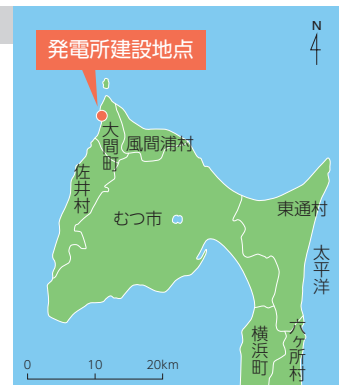 発電所建設地点
N
大間町
風間浦村
佐井村
むつ市
東通村
太平洋
横浜町
六ヶ所村
0 10 20km